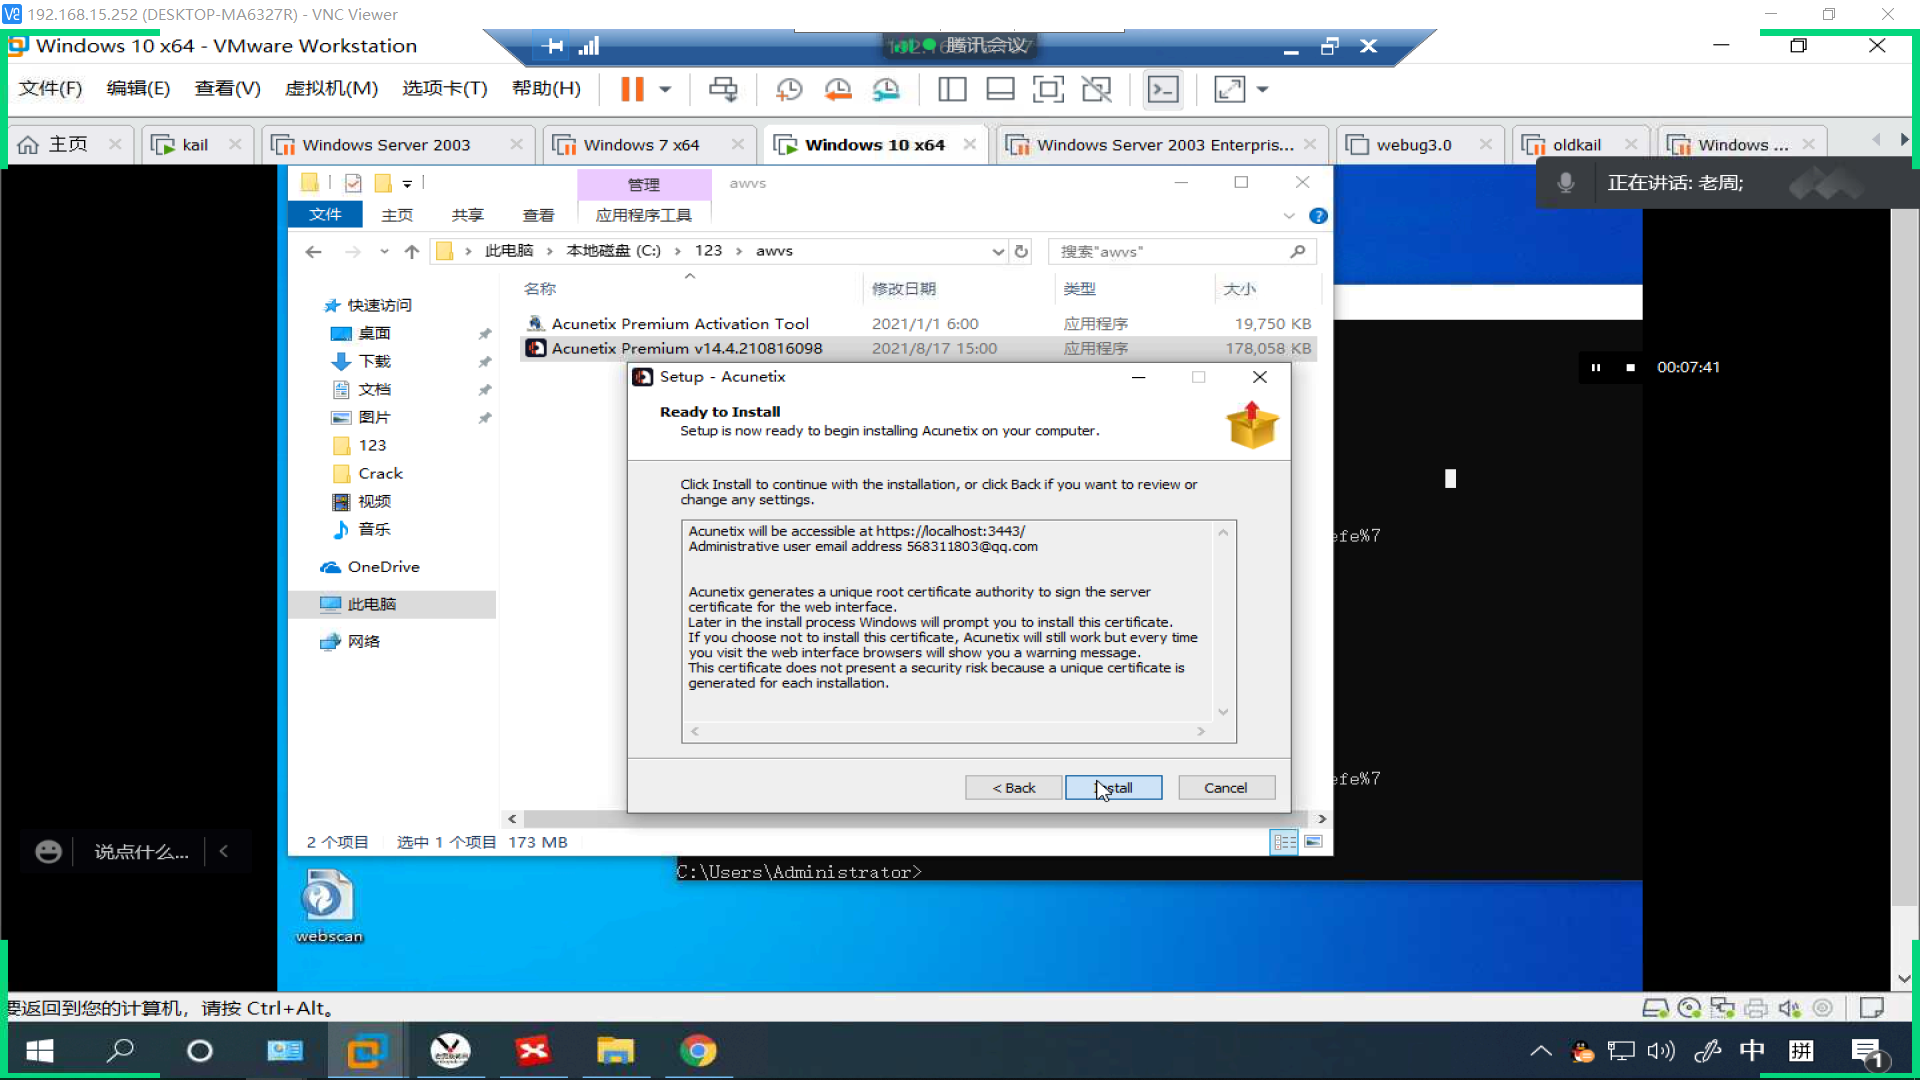 192.168.15.252 (DESKTOP-MA6327R) - VNC Viewer
Windows 10 x64 - VMware Workstation
腾讯会议
文件(F) 编辑(E) 查看(V) 虚拟机(M) 选项卡(T) 帮助(H)
主页 kail Windows Server 2003 Windows 7 x64 Windows 10 x64 Windows Server 2003 Enterpris... webug3.0 oldkail Windows ...
正在讲话: 老周;
管理 awvs
文件 主页 共享 查看 应用程序工具
此电脑 › 本地磁盘 (C:) › 123 › awvs
搜索"awvs"
名称 修改日期 类型 大小
Acunetix Premium Activation Tool 2021/1/1 6:00 应用程序 19,750 KB
Acunetix Premium v14.4.210816098 2021/8/17 15:00 应用程序 178,058 KB
快速访问
桌面
下载
文档
图片
123
Crack
视频
音乐
OneDrive
此电脑
网络
Setup - Acunetix
Ready to Install
Setup is now ready to begin installing Acunetix on your computer.
Click Install to continue with the installation, or click Back if you want to review or
change any settings.
Acunetix will be accessible at https://localhost:3443/
Administrative user email address 568311803@qq.com
Acunetix generates a unique root certificate authority to sign the server
certificate for the web interface.
Later in the install process Windows will prompt you to install this certificate.
If you choose not to install this certificate, Acunetix will still work but every time
you visit the web interface browsers will show you a warning message.
This certificate does not present a security risk because a unique certificate is
generated for each installation.
< Back Install Cancel
00:07:41
efe%7
efe%7
2 个项目 选中 1 个项目 173 MB
说点什么...
C:\Users\Administrator>
webscan
要返回到您的计算机，请按 Ctrl+Alt。
中 拼 1